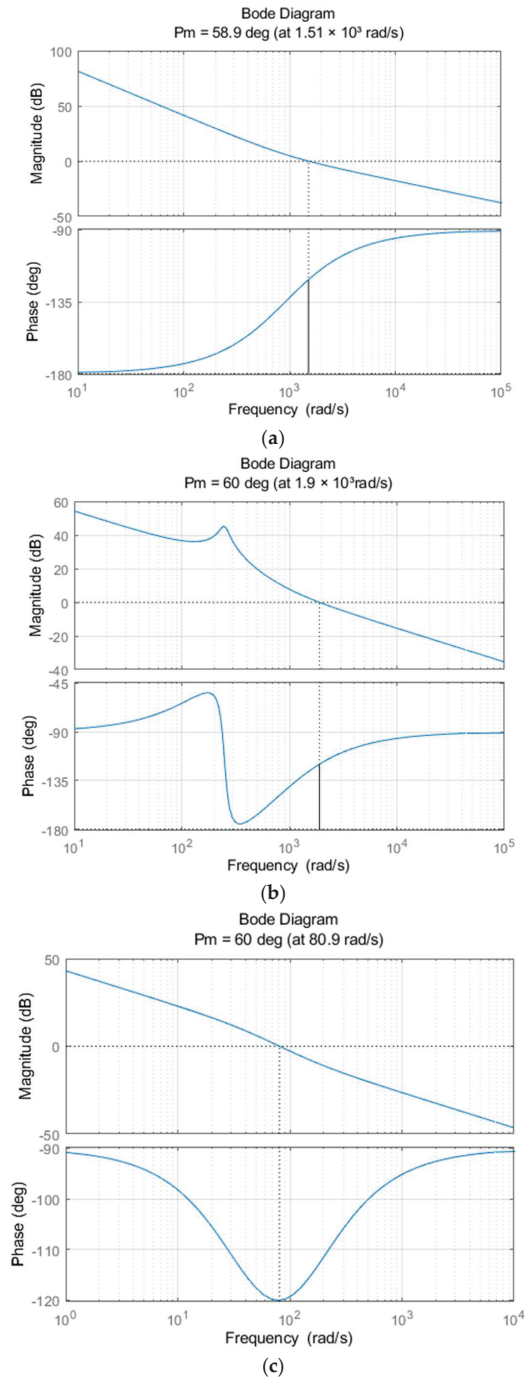 Bode Diagram
Pm = 58.9 deg (at 1.51 × 10³ rad/s)
Magnitude (dB)
100
50
0
-50
Phase (deg)
-90
-135
-180
10¹ 10² 10³ 10⁴ 10⁵
Frequency (rad/s)
(a)
Bode Diagram
Pm = 60 deg (at 1.9 × 10³rad/s)
Magnitude (dB)
60
40
20
0
-20
-40
Phase (deg)
-45
-90
-135
-180
10¹ 10² 10³ 10⁴ 10⁵
Frequency (rad/s)
(b)
Bode Diagram
Pm = 60 deg (at 80.9 rad/s)
Magnitude (dB)
50
0
-50
Phase (deg)
-90
-100
-110
-120
10⁰ 10¹ 10² 10³ 10⁴
Frequency (rad/s)
(c)